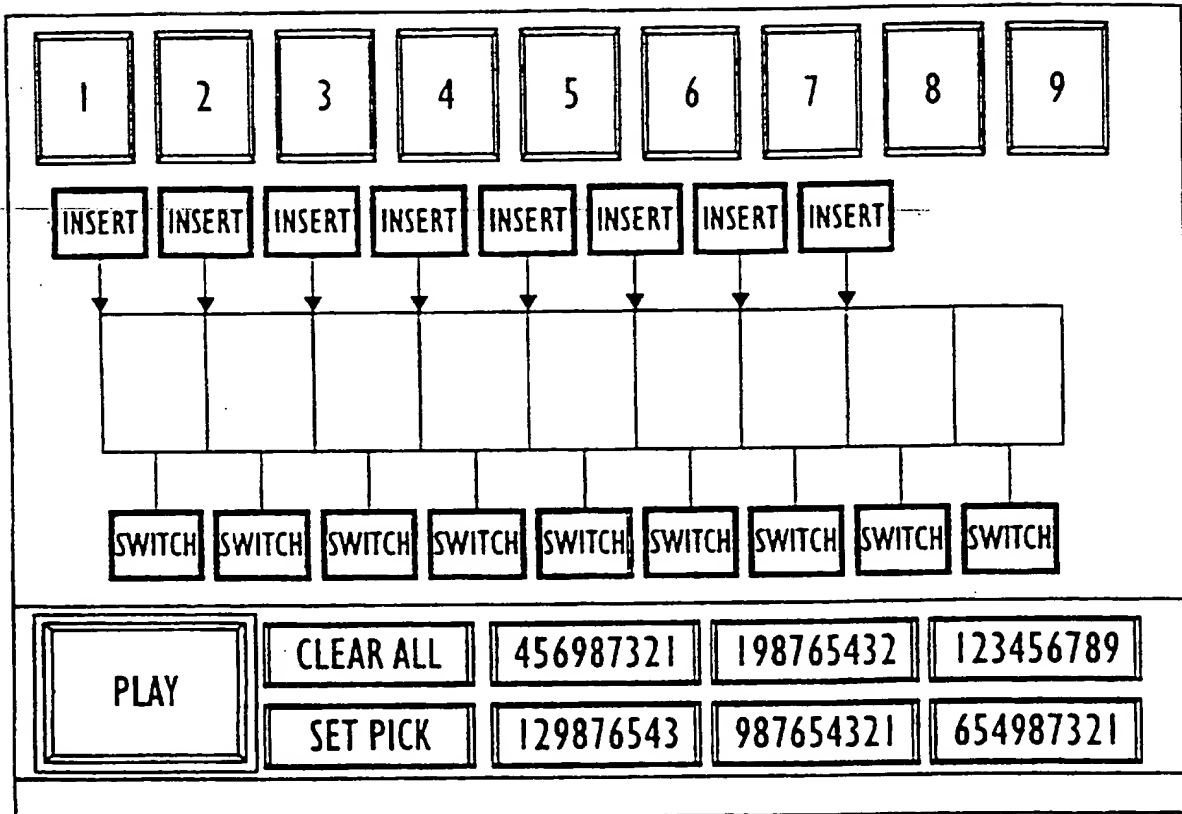 1 2 3 4 5 6 7 8 9
INSERT INSERT INSERT INSERT INSERT INSERT INSERT INSERT
SWITCH SWITCH SWITCH SWITCH SWITCH SWITCH SWITCH SWITCH SWITCH
PLAY
CLEAR ALL 456987321 198765432 123456789
SET PICK 129876543 987654321 654987321